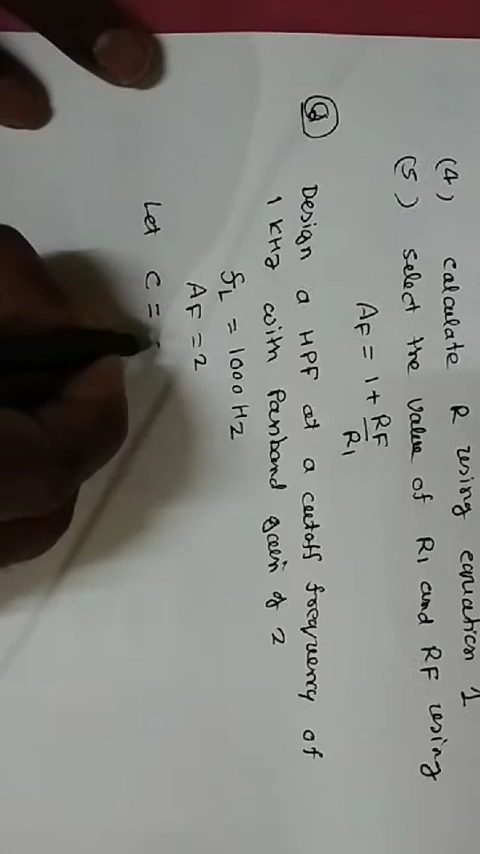 (4) calculate R using equation 1
(5) select the value of R1 and RF using
AF = 1 + RF/R1
Q Design a HPF at a cutoff frequency of
1 KHz with Passband gain of 2
fL = 1000 Hz
AF = 2
Let C =